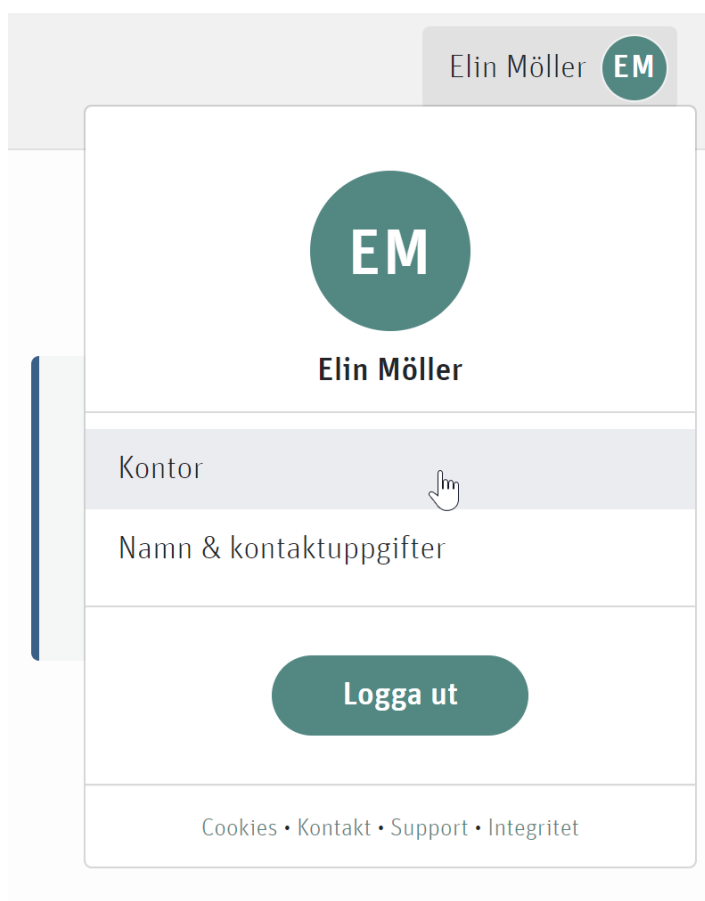 Elin Möller EM
EM
Elin Möller
Kontor
Namn & kontaktuppgifter
Logga ut
Cookies • Kontakt • Support • Integritet